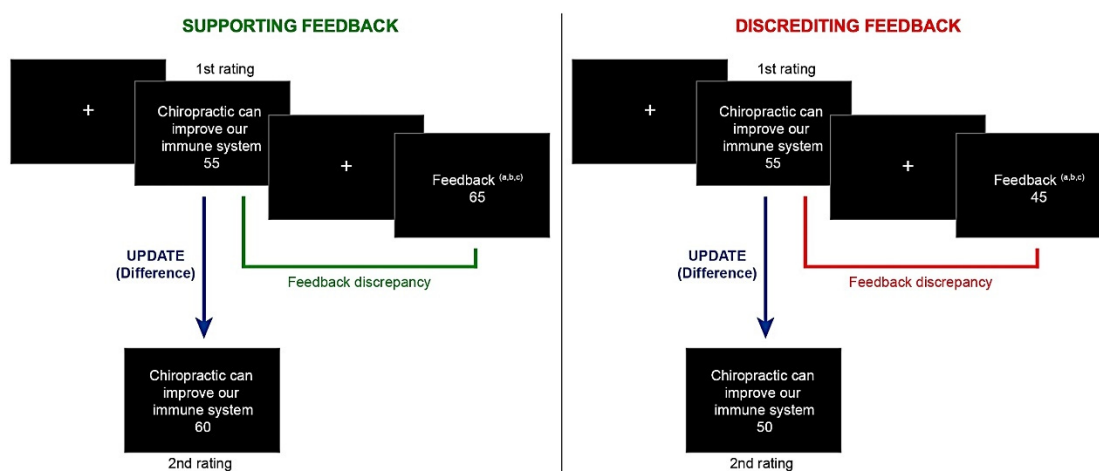 SUPPORTING FEEDBACK
1st rating
+
Chiropractic can
improve our
immune system
55
+
Feedback (a,b,c)
65
UPDATE
(Difference)
Feedback discrepancy
Chiropractic can
improve our
immune system
60
2nd rating
DISCREDITING FEEDBACK
1st rating
+
Chiropractic can
improve our
immune system
55
+
Feedback (a,b,c)
45
UPDATE
(Difference)
Feedback discrepancy
Chiropractic can
improve our
immune system
50
2nd rating